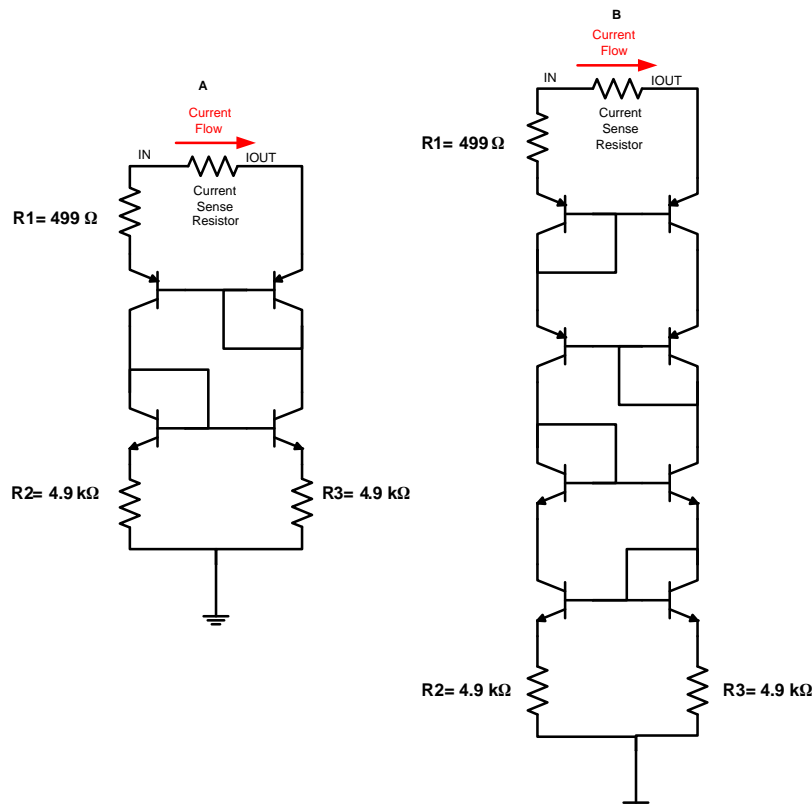 A
Current
Flow
IN
IOUT
Current
Sense
Resistor
R1= 499 Ω
R2= 4.9 kΩ
R3= 4.9 kΩ
B
Current
Flow
IN
IOUT
Current
Sense
Resistor
R1= 499 Ω
R2= 4.9 kΩ
R3= 4.9 kΩ